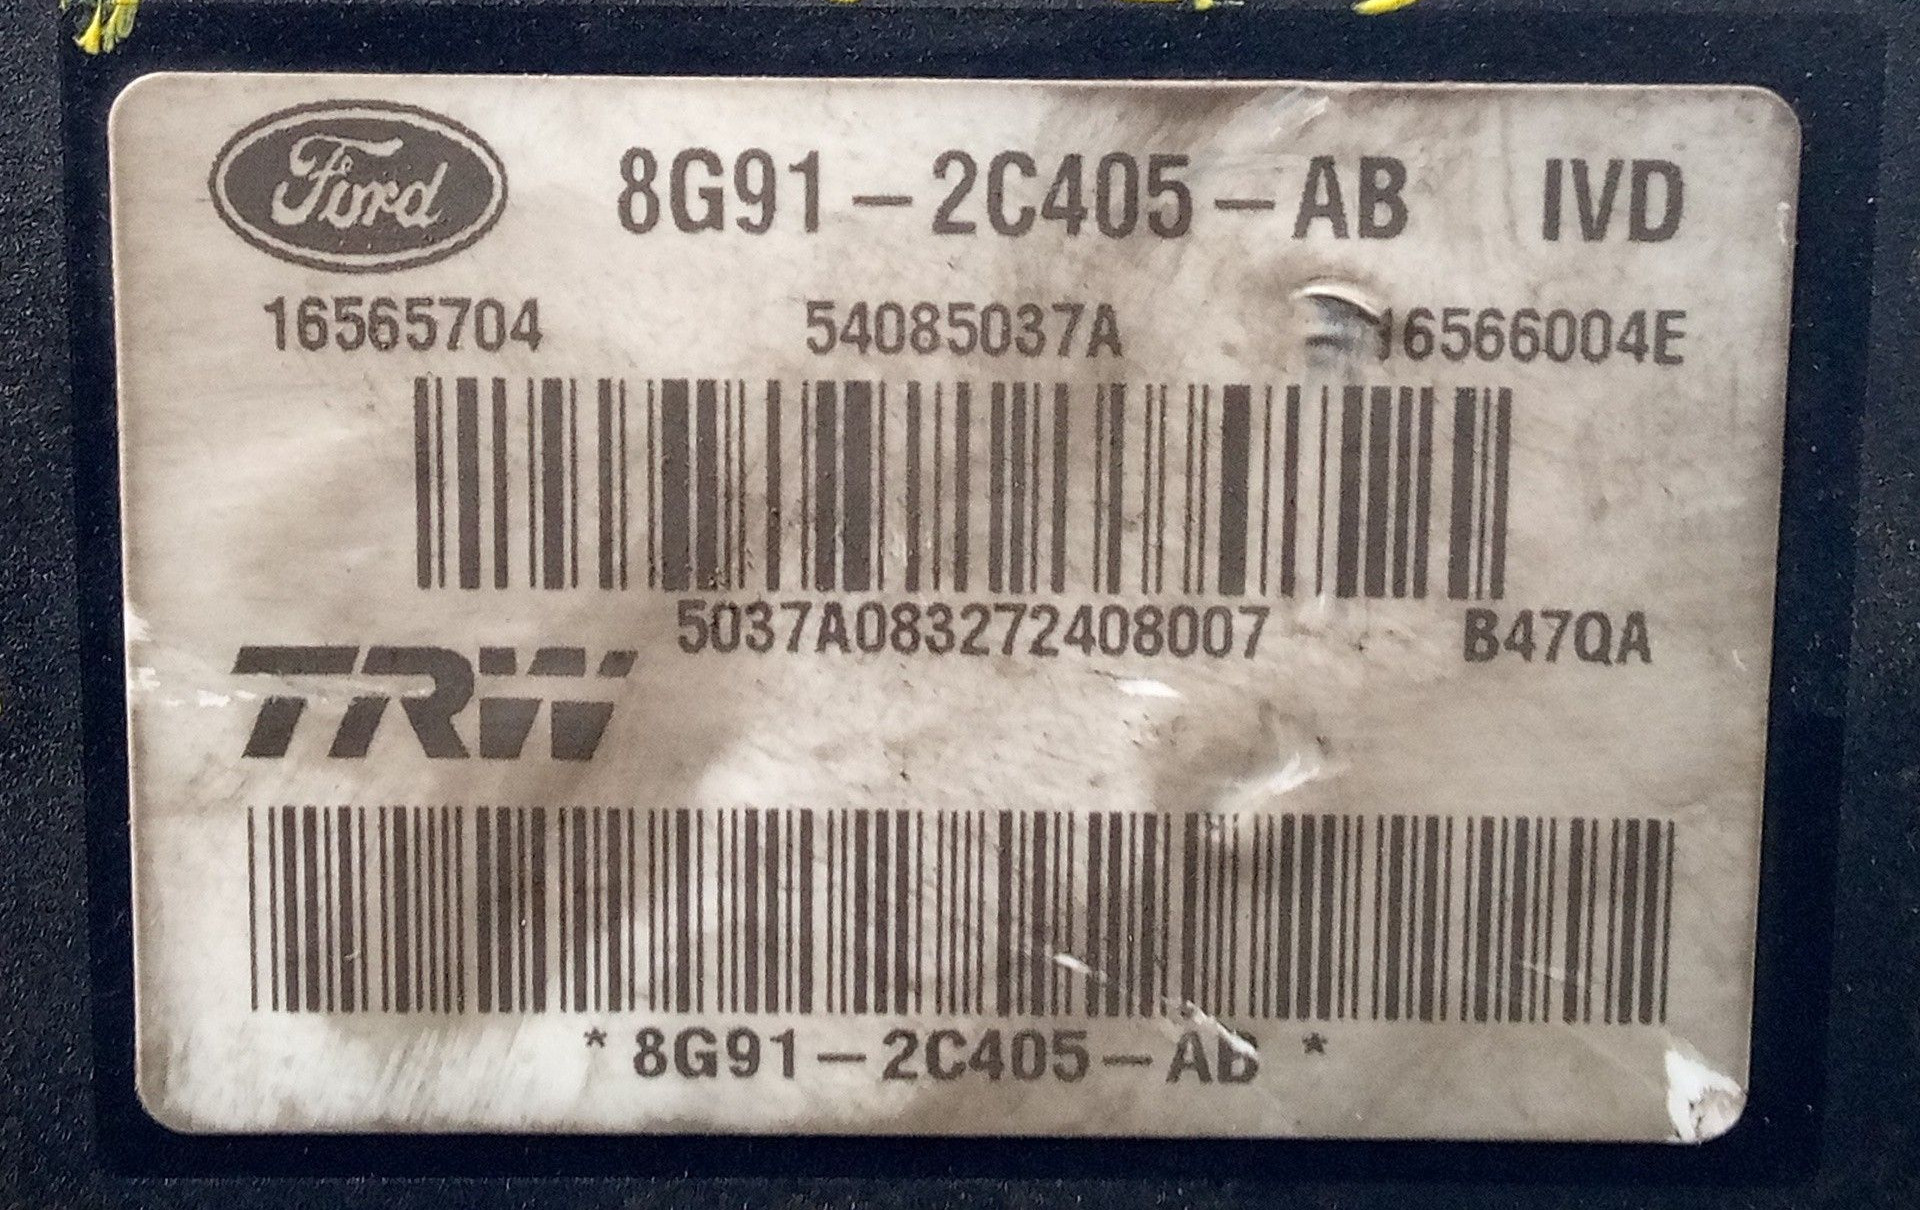 Ford 8G91-2C405-AB IVD
16565704 54085037A 16566004E
5037A083272408007 B47QA
TRW
*8G91-2C405-AB*